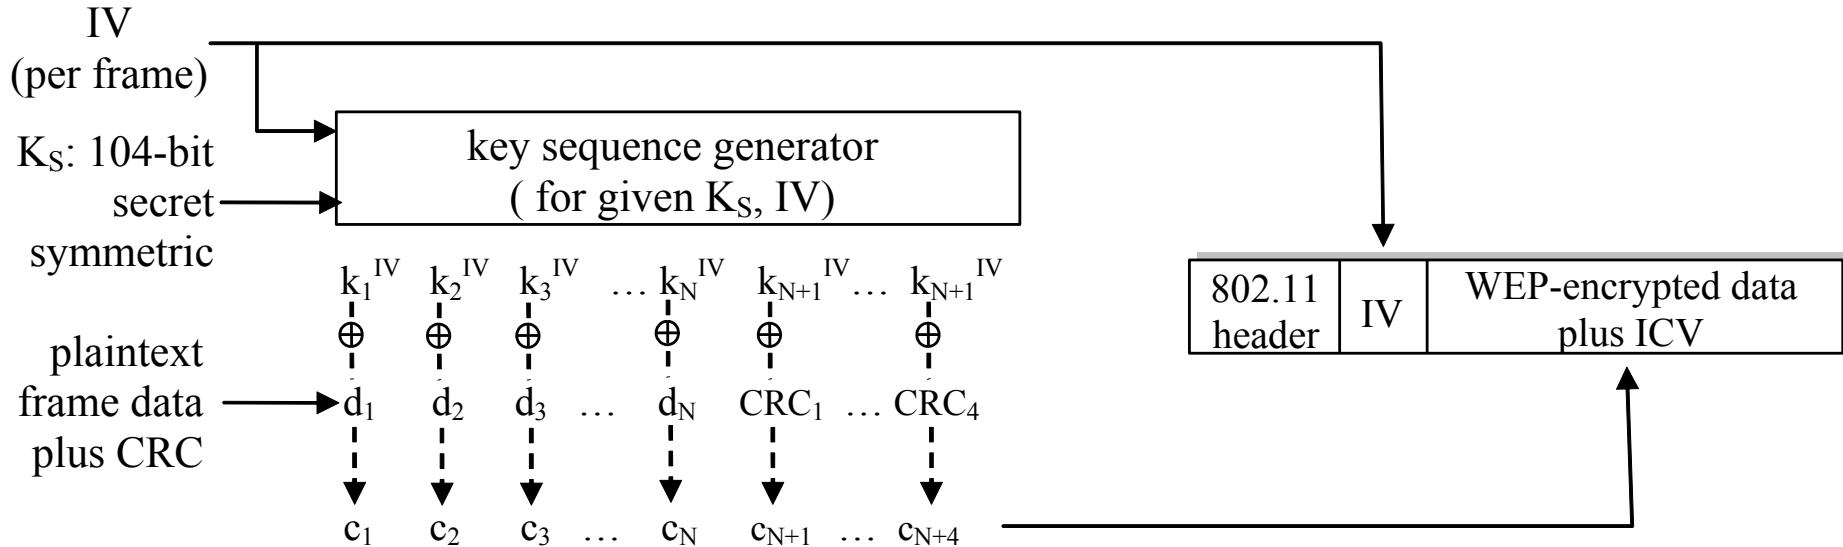 IV
(per frame)
K_S: 104-bit
secret
symmetric
key sequence generator
( for given K_S, IV)
k_1^IV k_2^IV k_3^IV … k_N^IV k_N+1^IV … k_N+1^IV
plaintext
frame data
plus CRC
d_1 d_2 d_3 … d_N CRC_1 … CRC_4
c_1 c_2 c_3 … c_N c_N+1 … c_N+4
802.11
header
IV
WEP-encrypted data
plus ICV